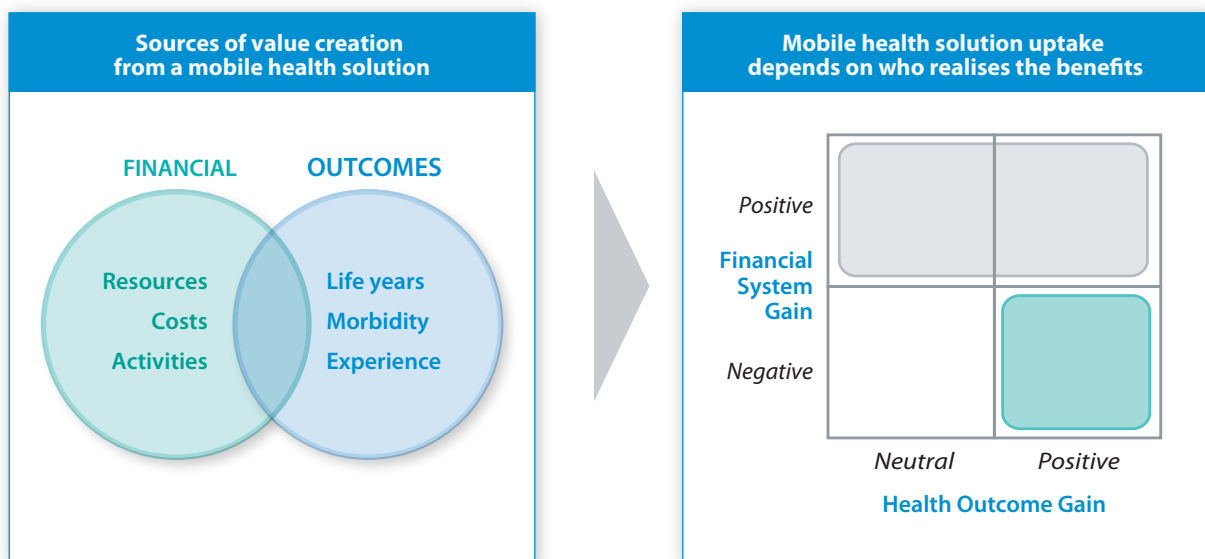 Sources of value creation
from a mobile health solution
FINANCIAL
OUTCOMES
Resources
Costs
Activities
Life years
Morbidity
Experience
Mobile health solution uptake
depends on who realises the benefits
Positive
Financial
System
Gain
Negative
Neutral
Positive
Health Outcome Gain